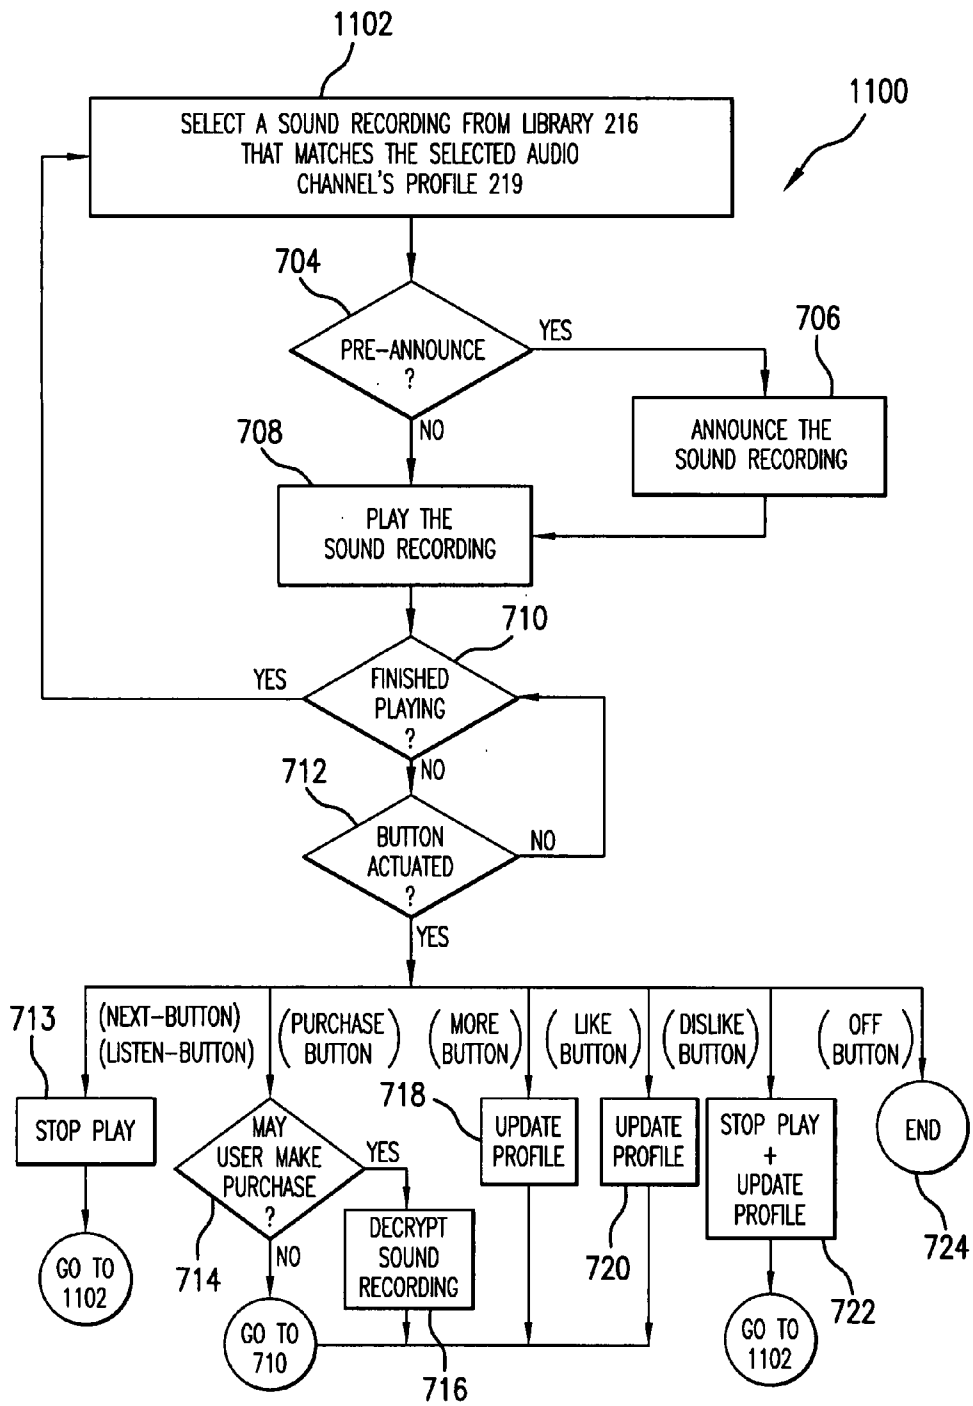 1102
1100
SELECT A SOUND RECORDING FROM LIBRARY 216
THAT MATCHES THE SELECTED AUDIO
CHANNEL'S PROFILE 219
704
PRE-ANNOUNCE
?
YES
NO
706
ANNOUNCE THE
SOUND RECORDING
708
PLAY THE
SOUND RECORDING
710
YES
FINISHED
PLAYING
?
NO
712
BUTTON
ACTUATED
?
NO
YES
713
(NEXT-BUTTON)
(LISTEN-BUTTON)
(PURCHASE
BUTTON)
(MORE
BUTTON)
(LIKE
BUTTON)
(DISLIKE
BUTTON)
(OFF
BUTTON)
STOP PLAY
MAY
USER MAKE
PURCHASE
?
YES
714
NO
718
UPDATE
PROFILE
UPDATE
PROFILE
720
STOP PLAY
+
UPDATE
PROFILE
722
END
724
DECRYPT
SOUND
RECORDING
716
GO TO
1102
GO TO
710
GO TO
1102